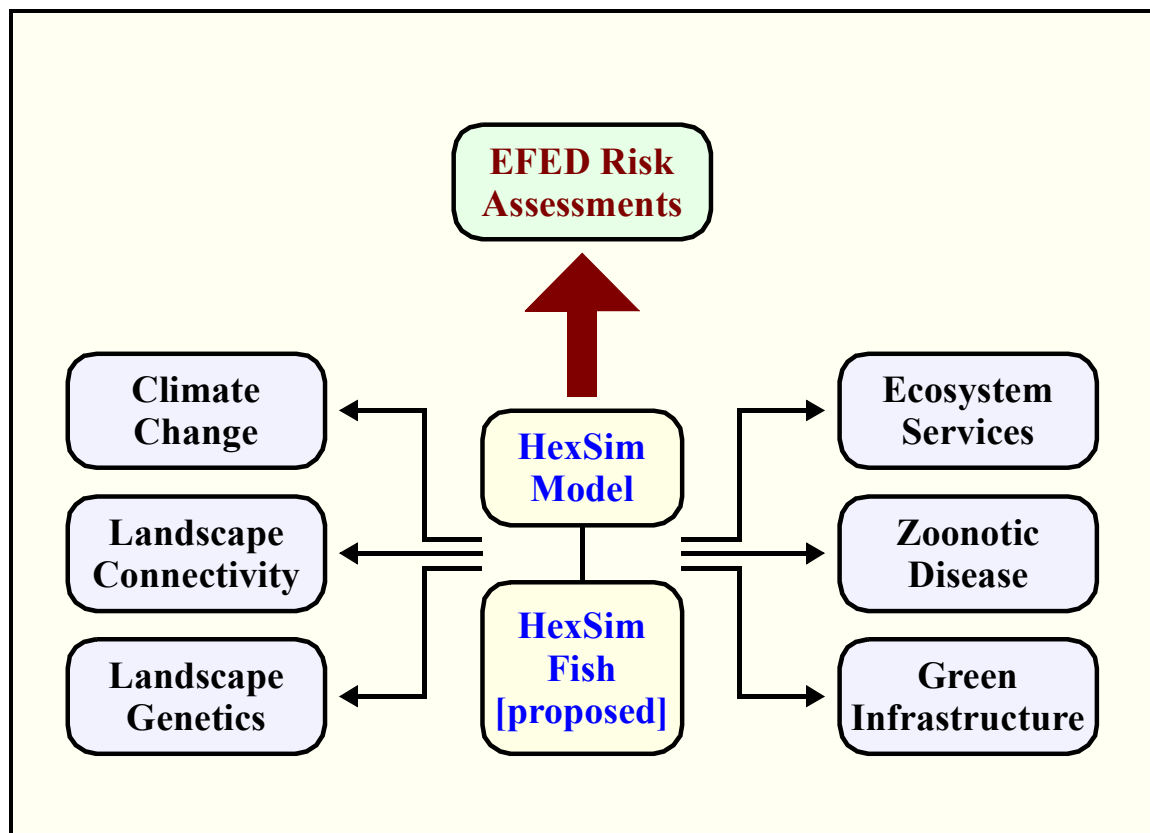 EFED Risk
Assessments
Climate
Change
Landscape
Connectivity
Landscape
Genetics
HexSim
Model
HexSim
Fish
[proposed]
Ecosystem
Services
Zoonotic
Disease
Green
Infrastructure